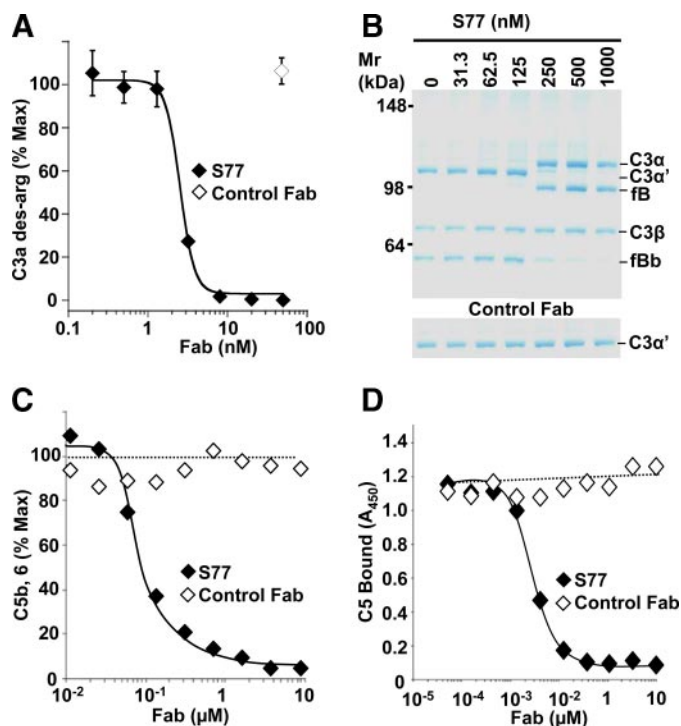 A
C3a des-arg (% Max)
100
80
60
40
20
0
0.1 1 10 100
Fab (nM)
S77
Control Fab
B
S77 (nM)
Mr
(kDa)
0 31.3 62.5 125 250 500 1000
148
98
64
C3α
C3α’
fB
C3β
fBb
Control Fab
C3α’
C
C5b, 6 (% Max)
100
80
60
40
20
0
10⁻² 10⁻¹ 1 10
Fab (µM)
S77
Control Fab
D
C5 Bound (A₄₅₀)
1.4
1.2
1.0
0.8
0.6
0.4
0.2
0
10⁻⁵ 10⁻⁴ 10⁻³ 10⁻² 10⁻¹ 1 10
Fab (µM)
S77
Control Fab